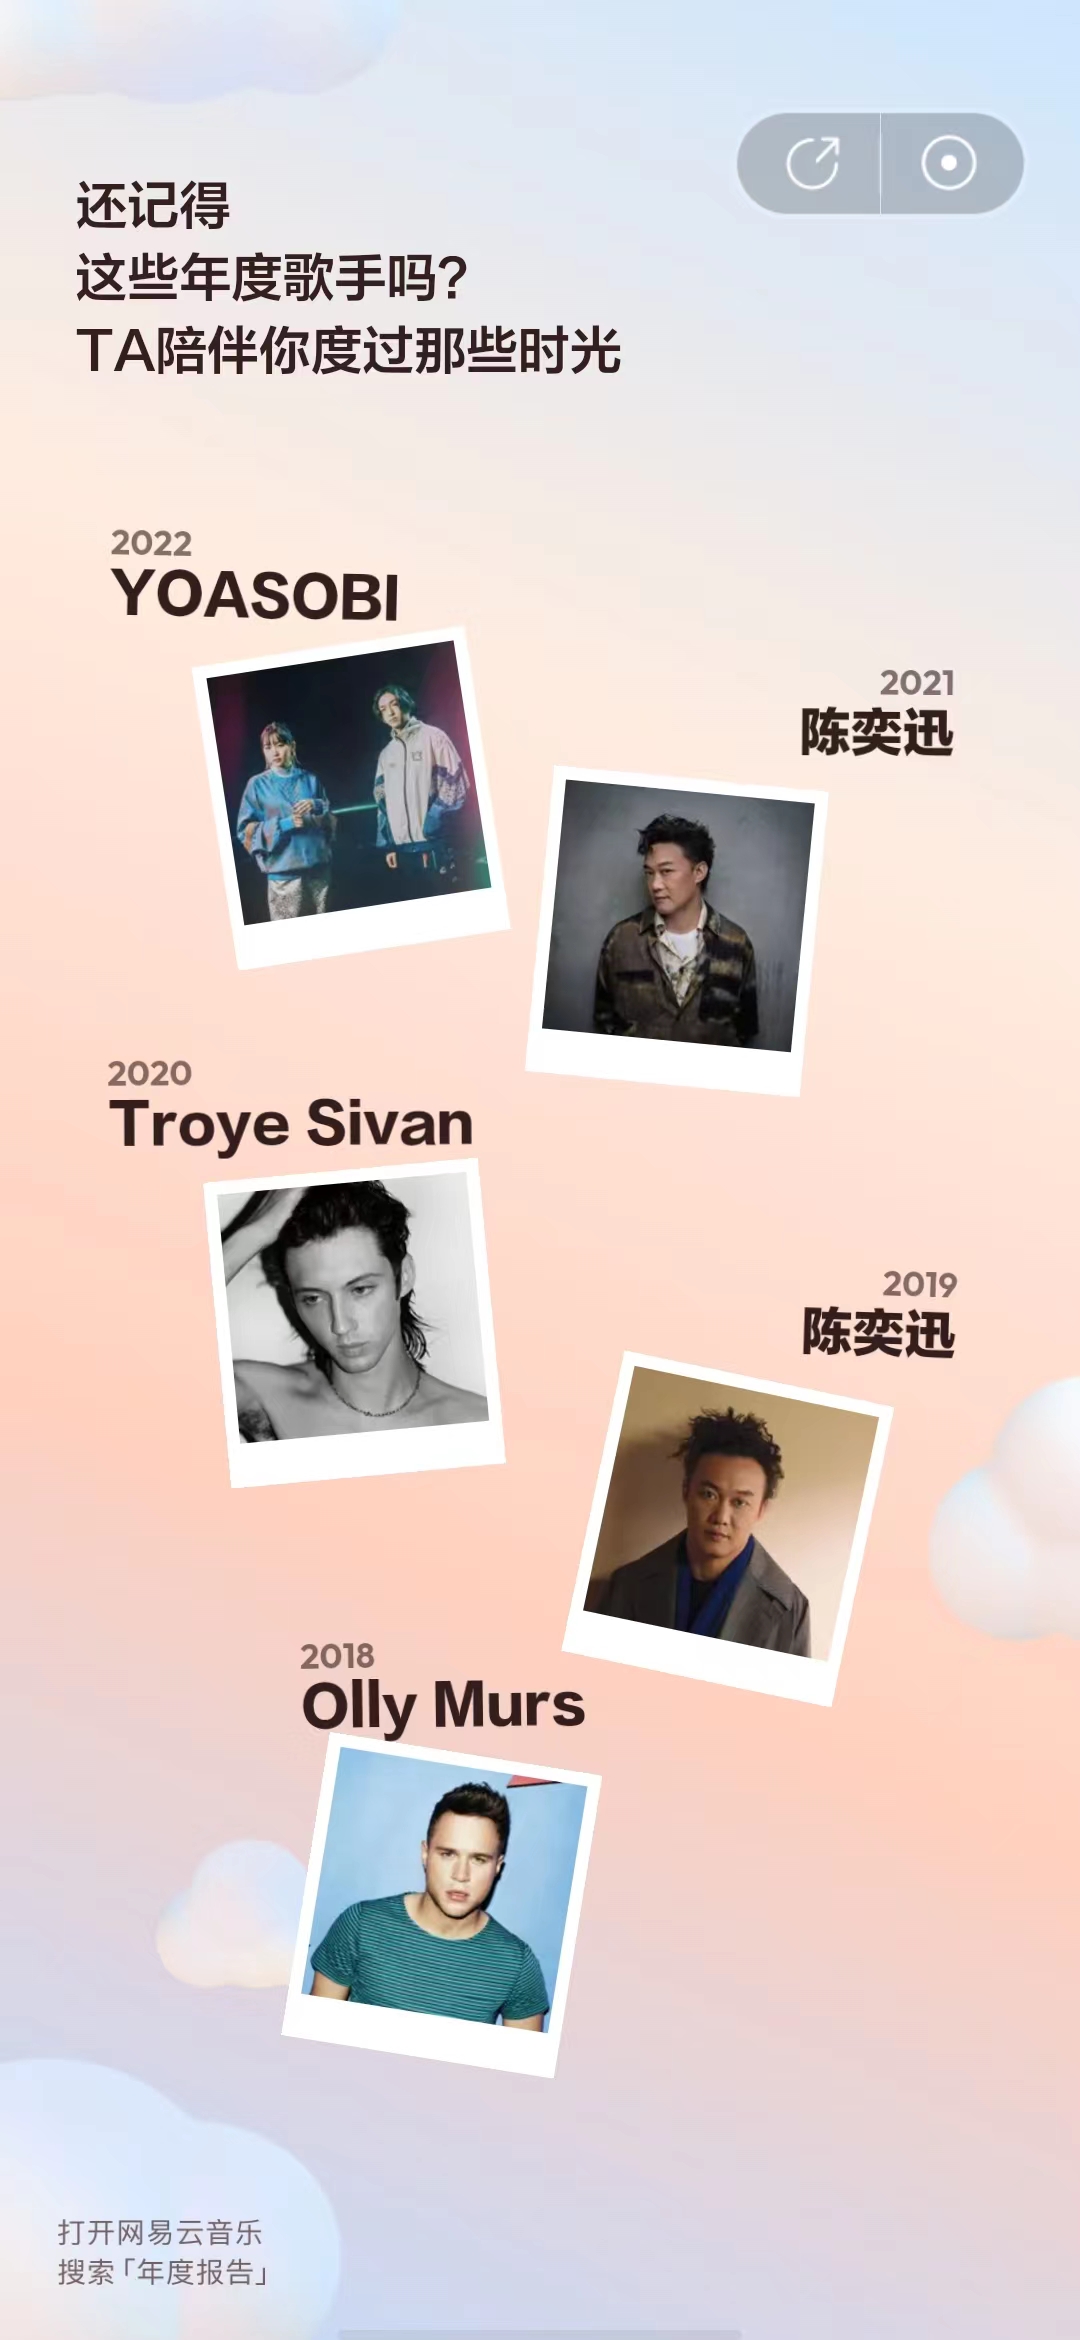 还记得
这些年度歌手吗?
TA陪伴你度过那些时光
2022
YOASOBI
2021
陈奕迅
2020
Troye Sivan
2019
陈奕迅
2018
Olly Murs
打开网易云音乐
搜索「年度报告」